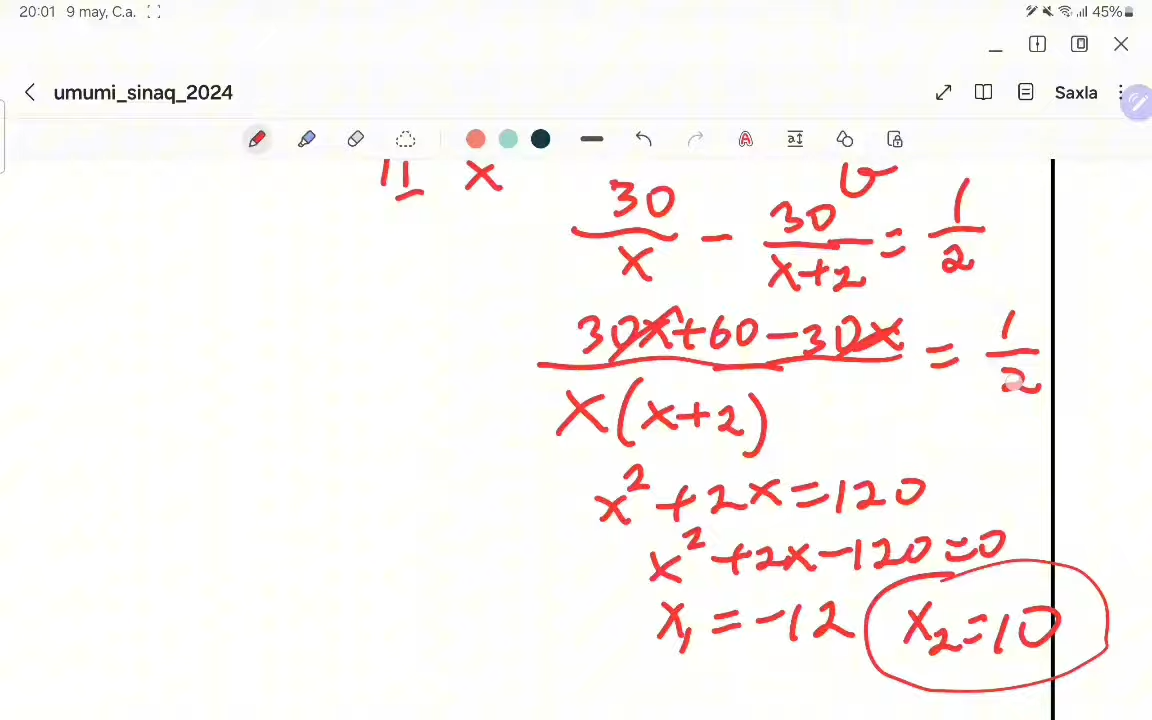 20:01 9 may, C.a. 45%
umumi_sinaq_2024 Saxla
II x
30/x - 30/(x+2) = 1/2
(30x+60-30x)/(x(x+2)) = 1/2
x²+2x=120
x²+2x-120=0
x₁=-12 x₂=10